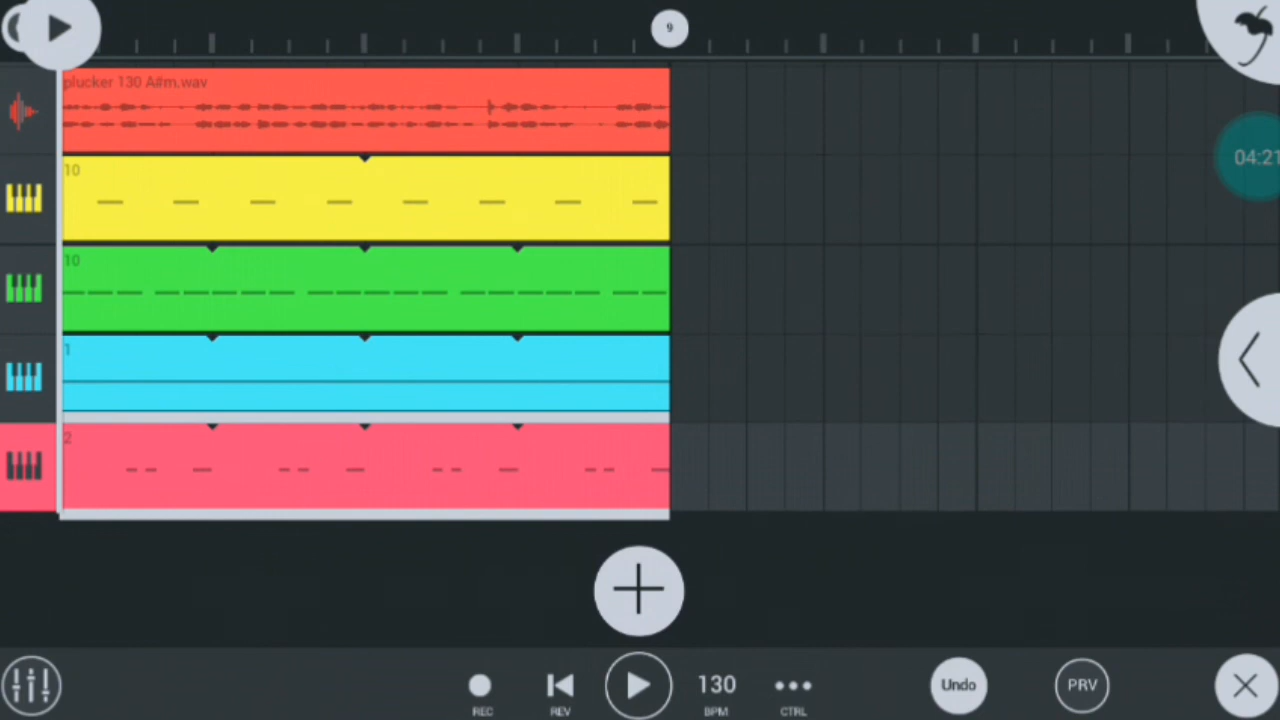 9
plucker 130 A#m.wav
04:21
10
10
1
2
130
Undo
PRV
REC
REV
BPM
CTRL